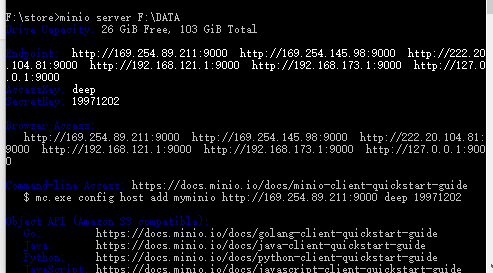 F:\store>minio server F:\DATA
Drive Capacity: 26 GiB Free, 103 GiB Total
Endpoint: http://169.254.89.211:9000 http://169.254.145.98:9000 http://222.20
.104.81:9000 http://192.168.121.1:9000 http://192.168.173.1:9000 http://127.0
.0.1:9000
AccessKey: deep
SecretKey: 19971202
Browser Access:
http://169.254.89.211:9000 http://169.254.145.98:9000 http://222.20.104.81:
9000 http://192.168.121.1:9000 http://192.168.173.1:9000 http://127.0.0.1:900
0
Command-line Access: https://docs.minio.io/docs/minio-client-quickstart-guide
$ mc.exe config host add myminio http://169.254.89.211:9000 deep 19971202
Object API (Amazon S3 compatible):
Go: https://docs.minio.io/docs/golang-client-quickstart-guide
Java: https://docs.minio.io/docs/java-client-quickstart-guide
Python: https://docs.minio.io/docs/python-client-quickstart-guide
JavaScript: https://docs.minio.io/docs/javascript-client-quickstart-guide